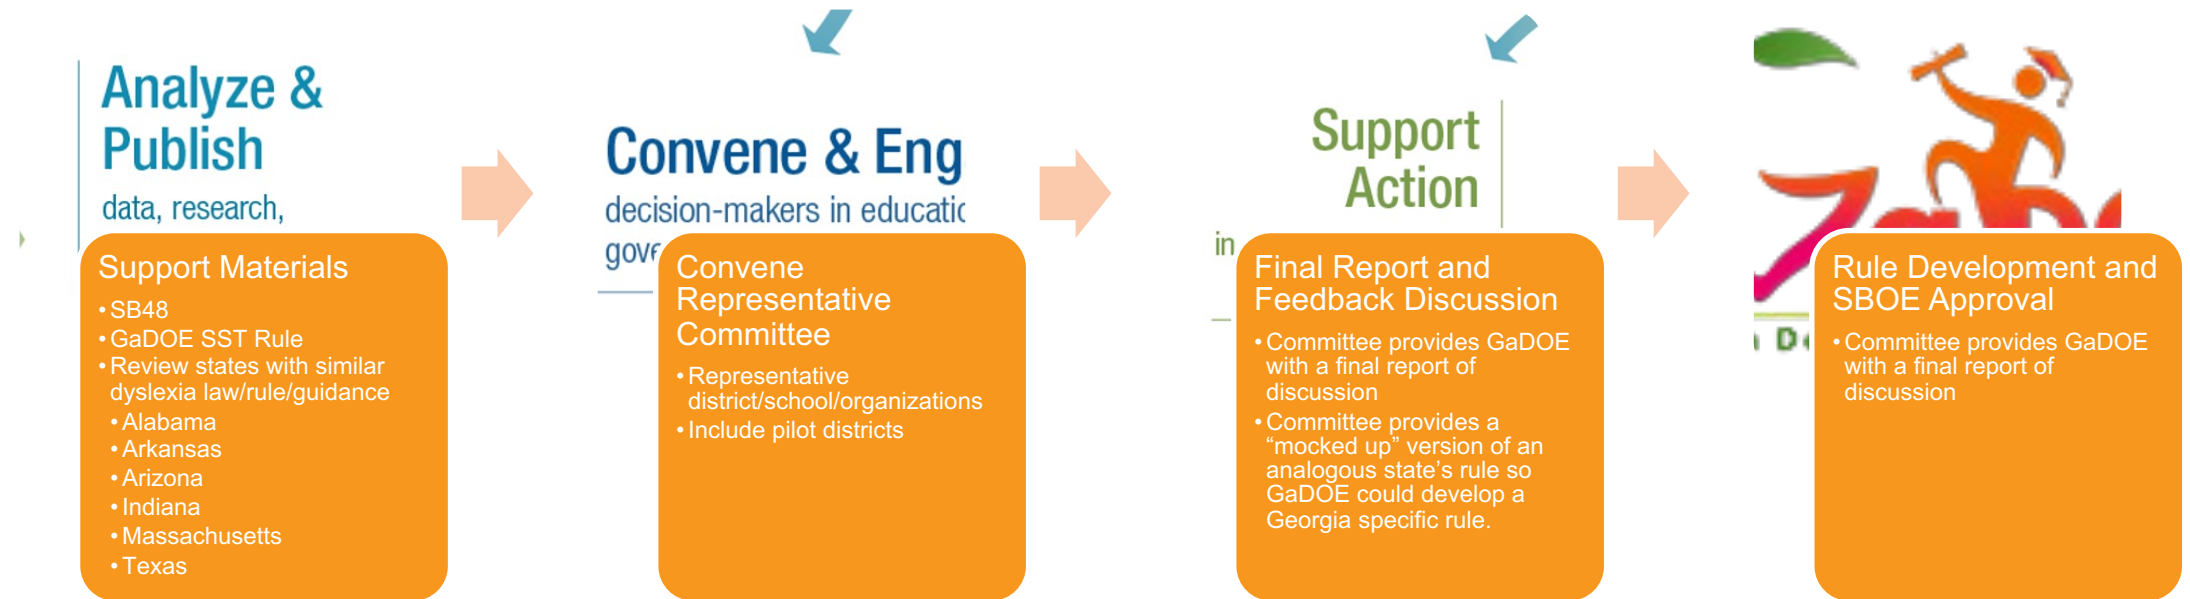 Analyze &
Publish
data, research,
Support Materials
• SB48
• GaDOE SST Rule
• Review states with similar
dyslexia law/rule/guidance
• Alabama
• Arkansas
• Arizona
• Indiana
• Massachusetts
• Texas
Convene & Eng
decision-makers in educatic
gove
Convene
Representative
Committee
• Representative
district/school/organizations
• Include pilot districts
Support
Action
in
Final Report and
Feedback Discussion
• Committee provides GaDOE
with a final report of
discussion
• Committee provides a
“mocked up” version of an
analogous state’s rule so
GaDOE could develop a
Georgia specific rule.
Rule Development and
SBOE Approval
• Committee provides GaDOE
with a final report of
discussion